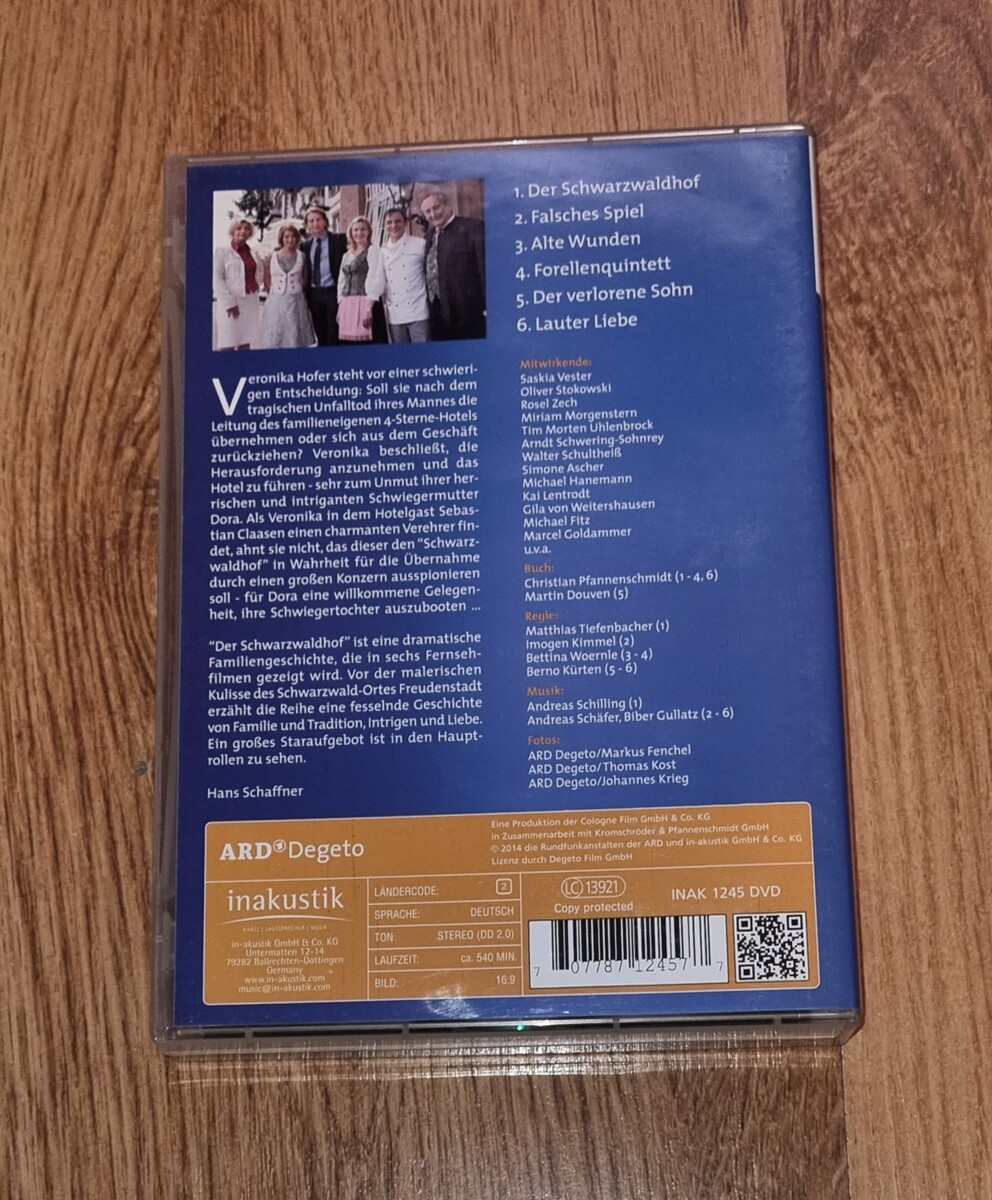 1. Der Schwarzwaldhof
2. Falsches Spiel
3. Alte Wunden
4. Forellenquintett
5. Der verlorene Sohn
6. Lauter Liebe
Veronika Hofer steht vor einer schwieri-
gen Entscheidung: Soll sie nach dem
tragischen Unfalltod ihres Mannes die
Leitung des familieneigenen 4-Sterne-Hotels
übernehmen oder sich aus dem Geschäft
zurückziehen? Veronika beschließt, die
Herausforderung anzunehmen und das
Hotel zu führen - sehr zum Unmut ihrer her-
rischen und intriganten Schwiegermutter
Dora. Als Veronika in dem Hotelgast Sebas-
tian Claasen einen charmanten Verehrer fin-
det, ahnt sie nicht, das dieser den "Schwarz-
waldhof" in Wahrheit für die Übernahme
durch einen großen Konzern ausspionieren
soll - für Dora eine willkommene Gelegen-
heit, ihre Schwiegertochter auszubooten ...
"Der Schwarzwaldhof" ist eine dramatische
Familiengeschichte, die in sechs Fernseh-
filmen gezeigt wird. Vor der malerischen
Kulisse des Schwarzwald-Ortes Freudenstadt
erzählt die Reihe eine fesselnde Geschichte
von Familie und Tradition, Intrigen und Liebe.
Ein großes Staraufgebot ist in den Haupt-
rollen zu sehen.
Hans Schaffner
Mitwirkende:
Saskia Vester
Oliver Stokowski
Rosel Zech
Miriam Morgenstern
Tim Morten Uhlenbrock
Arndt Schwering-Sohnrey
Walter Schultheiß
Simone Ascher
Michael Hanemann
Kai Lentrodt
Gila von Weitershausen
Michael Fitz
Marcel Goldammer
u.v.a.
Buch:
Christian Pfannenschmidt (1 - 4, 6)
Martin Douven (5)
Regie:
Matthias Tiefenbacher (1)
Imogen Kimmel (2)
Bettina Woernle (3 - 4)
Berno Kürten (5 - 6)
Musik:
Andreas Schilling (1)
Andreas Schäfer, Biber Gullatz (2 - 6)
Fotos:
ARD Degeto/Markus Fenchel
ARD Degeto/Thomas Kost
ARD Degeto/Johannes Krieg
ARD Degeto
Eine Produktion der Cologne Film GmbH & Co. KG
in Zusammenarbeit mit Kromschröder & Pfannenschmidt GmbH
© 2014 die Rundfunkanstalten der ARD und in-akustik GmbH & Co. KG
Lizenz durch Degeto Film GmbH
inakustik
KABEL | LAUTSPRECHER | MUSIK
in-akustik GmbH & Co. KG
Untermatten 12-14
79282 Ballrechten-Dottingen
Germany
www.in-akustik.com
music@in-akustik.com
LÄNDERCODE: 2
SPRACHE: DEUTSCH
TON: STEREO (DD 2.0)
LAUFZEIT: ca. 540 MIN.
BILD: 16:9
LC 13921
Copy protected
INAK 1245 DVD
7 07787 12457 7